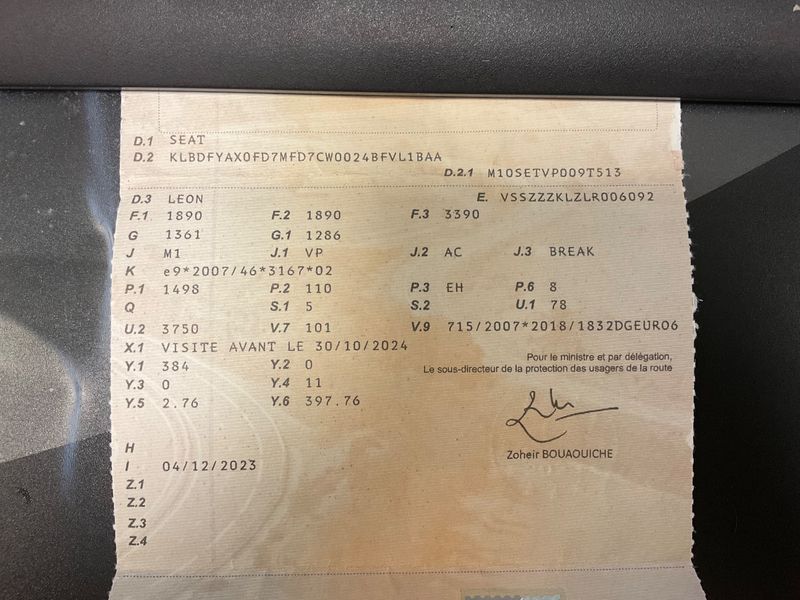 D.1 SEAT
D.2 KLBDFYAX0FD7MFD7CW0024BFVL1BAA
D.2.1 M10SETVP009T513
D.3 LEON E. VSSZZZKLZLR006092
F.1 1890 F.2 1890 F.3 3390
G 1361 G.1 1286
J M1 J.1 VP J.2 AC J.3 BREAK
K e9*2007/46*3167*02
P.1 1498 P.2 110 P.3 EH P.6 8
Q S.1 5 S.2 U.1 78
U.2 3750 V.7 101 V.9 715/2007*2018/1832DGEURO6
X.1 VISITE AVANT LE 30/10/2024
Pour le ministre et par délégation,
Le sous-directeur de la protection des usagers de la route
Y.1 384 Y.2 0
Y.3 0 Y.4 11
Y.5 2.76 Y.6 397.76
Zoheir BOUAOUICHE
H
I 04/12/2023
Z.1
Z.2
Z.3
Z.4